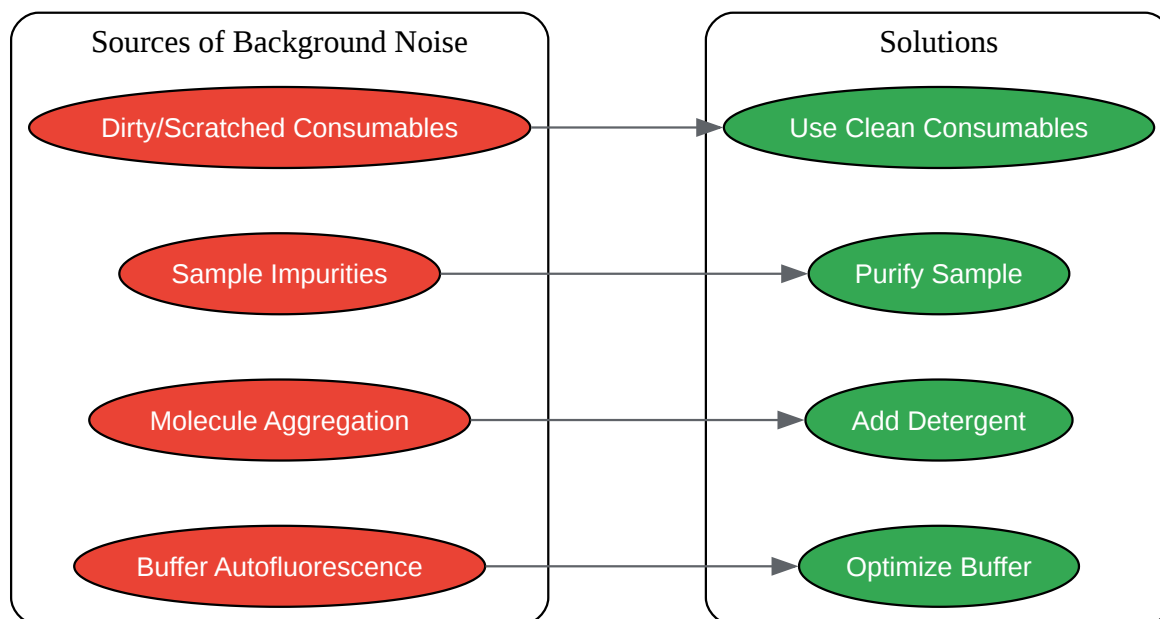 Sources of Background Noise
Solutions
Dirty/Scratched Consumables
Use Clean Consumables
Sample Impurities
Purify Sample
Molecule Aggregation
Add Detergent
Buffer Autofluorescence
Optimize Buffer